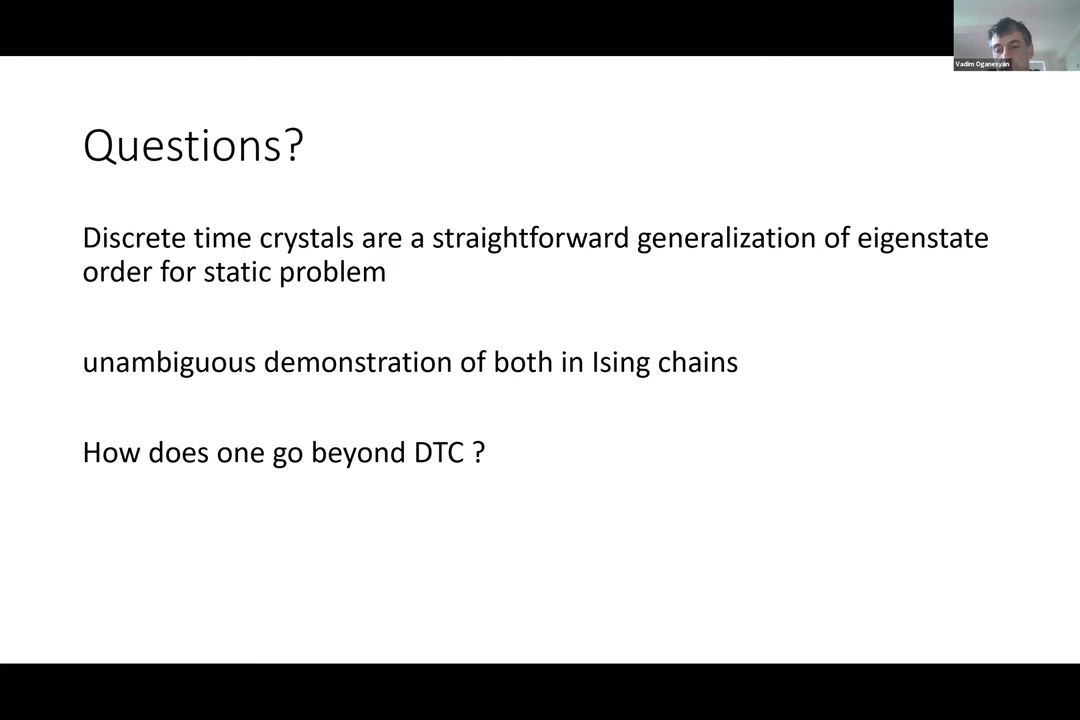 Vadim Oganesyan
Questions?
Discrete time crystals are a straightforward generalization of eigenstate
order for static problem
unambiguous demonstration of both in Ising chains
How does one go beyond DTC ?